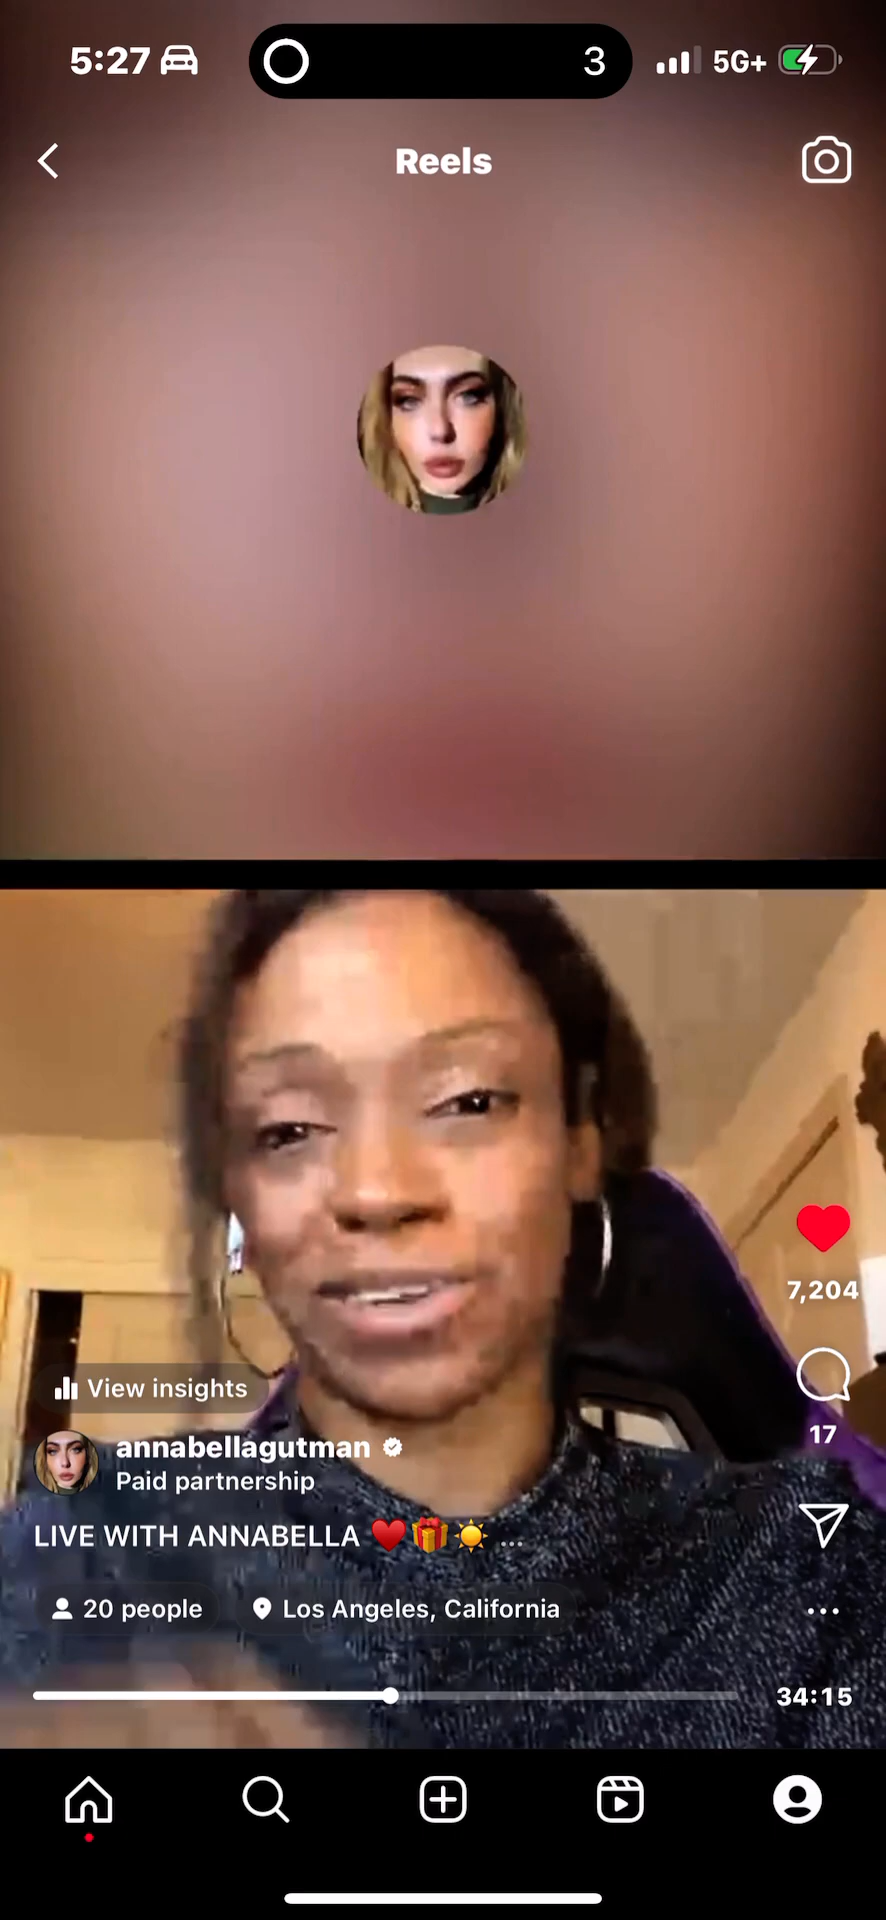 5:27
3
5G+
Reels
7,204
View insights
17
annabellagutman
Paid partnership
LIVE WITH ANNABELLA ❤️🎁☀️ ...
20 people
Los Angeles, California
34:15